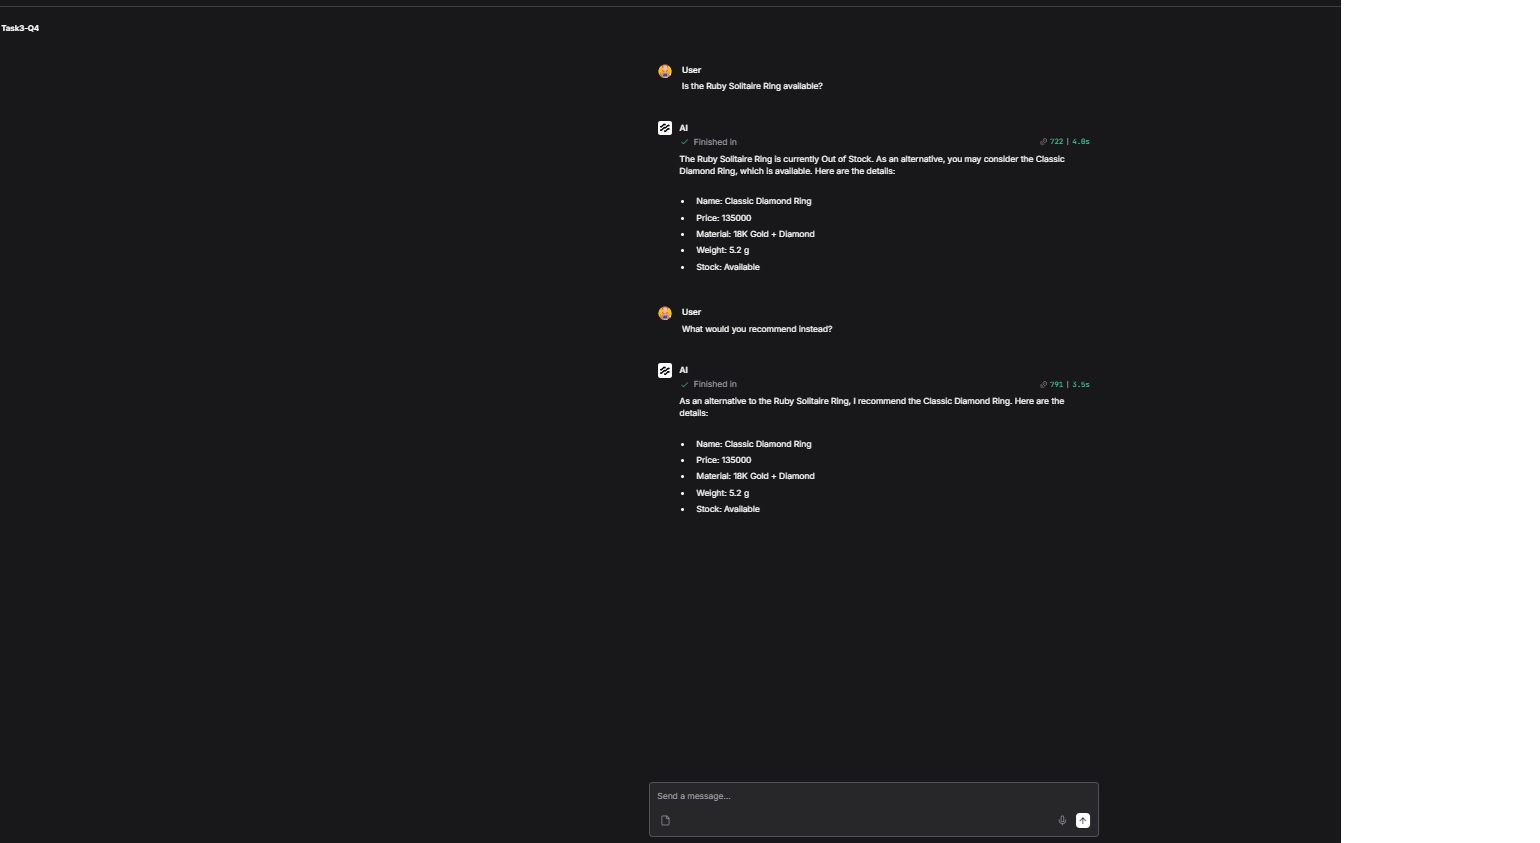 Task3-Q4
User
Is the Ruby Solitaire Ring available?
AI
Finished in
722 | 4.0s
The Ruby Solitaire Ring is currently Out of Stock. As an alternative, you may consider the Classic
Diamond Ring, which is available. Here are the details:
• Name: Classic Diamond Ring
• Price: 135000
• Material: 18K Gold + Diamond
• Weight: 5.2 g
• Stock: Available
User
What would you recommend instead?
AI
Finished in
791 | 3.5s
As an alternative to the Ruby Solitaire Ring, I recommend the Classic Diamond Ring. Here are the
details:
• Name: Classic Diamond Ring
• Price: 135000
• Material: 18K Gold + Diamond
• Weight: 5.2 g
• Stock: Available
Send a message...